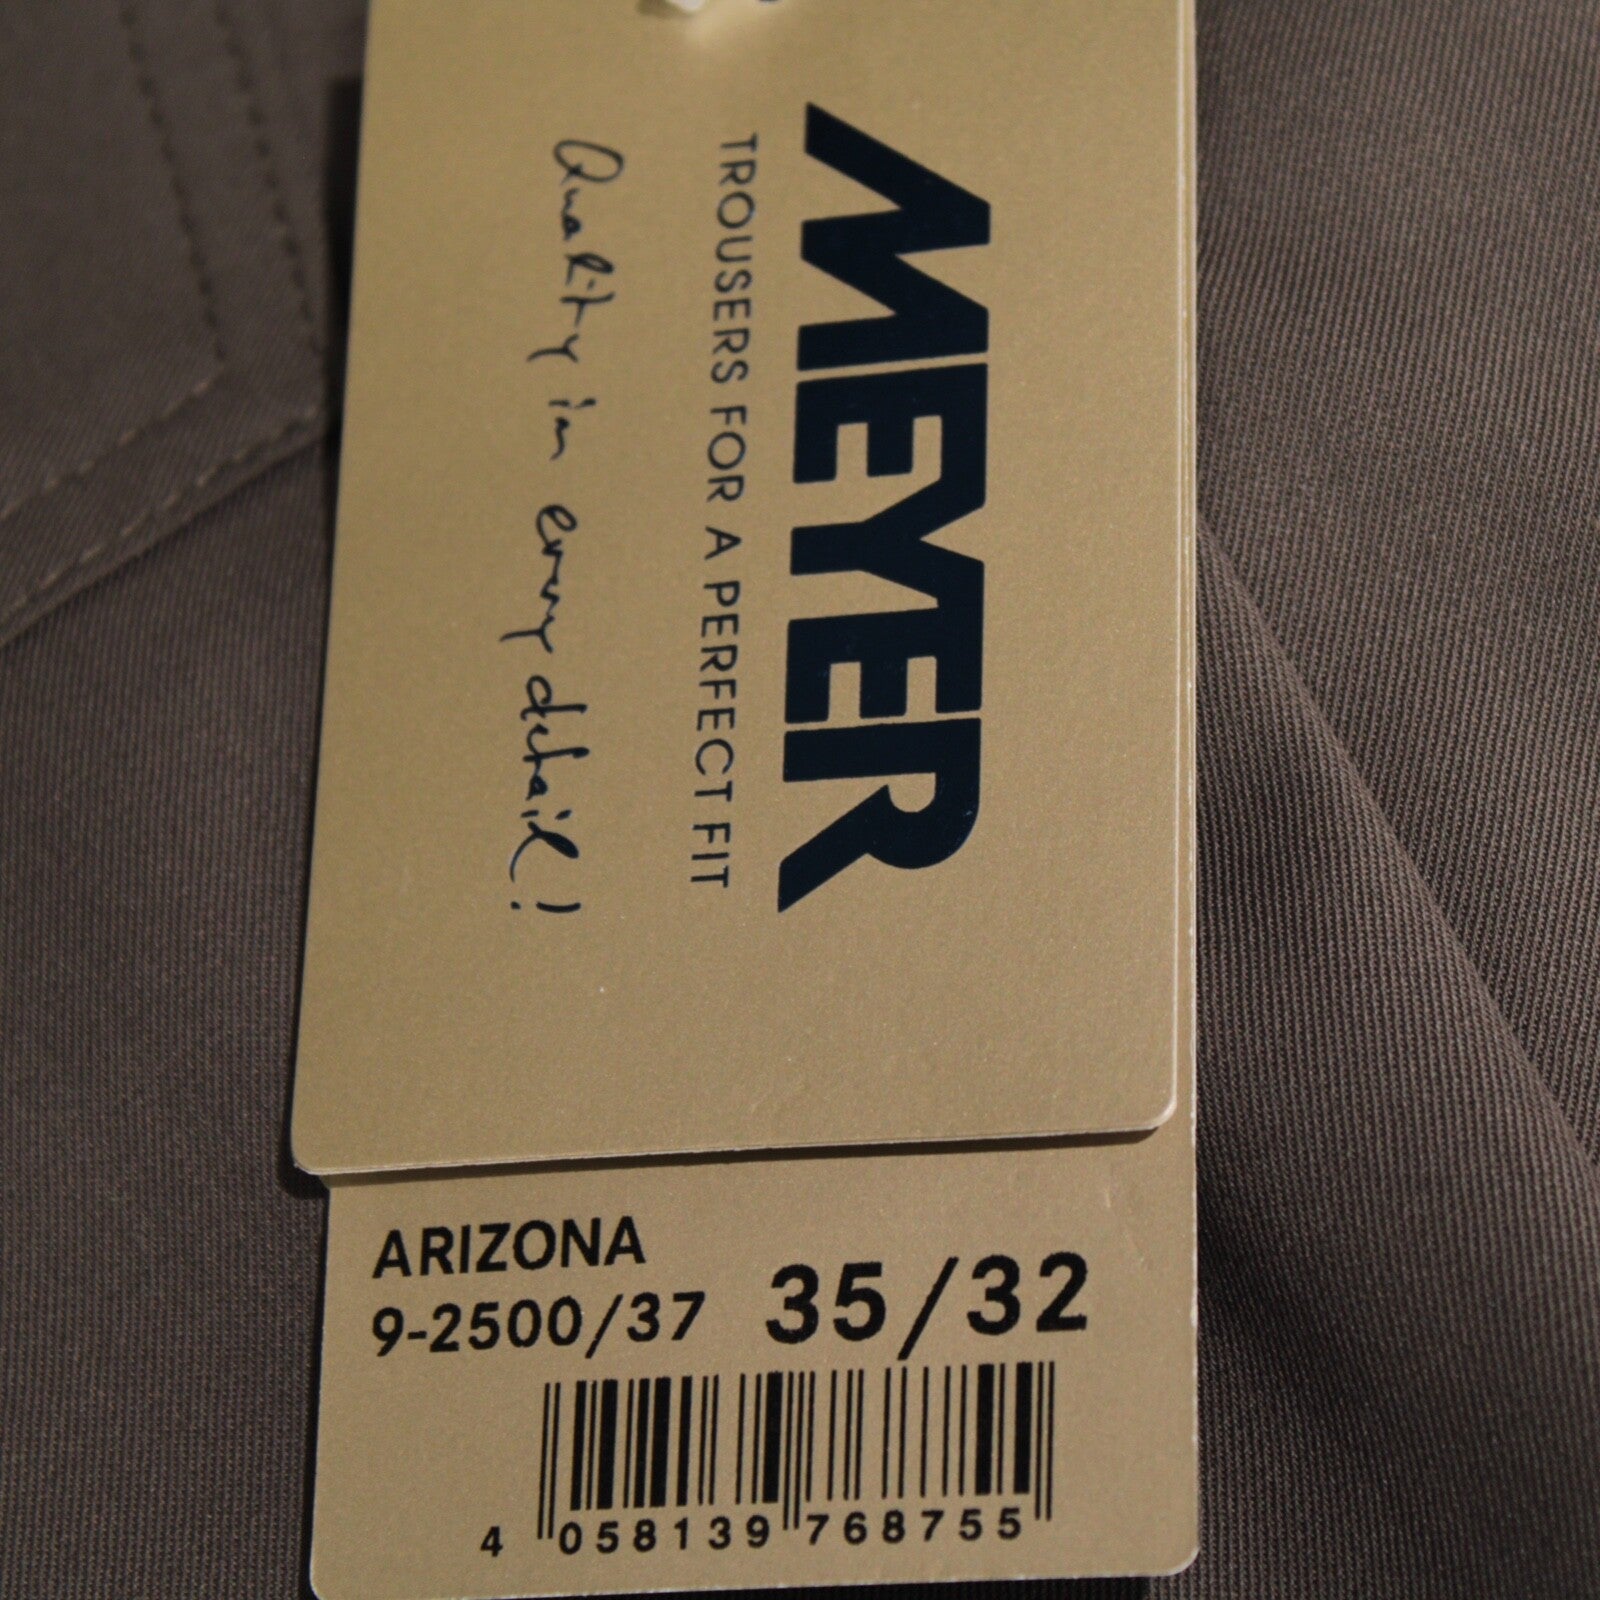 MEYER
TROUSERS FOR A PERFECT FIT
Quality in every detail!
ARIZONA
9-2500/37 35/32
4 058139 768755